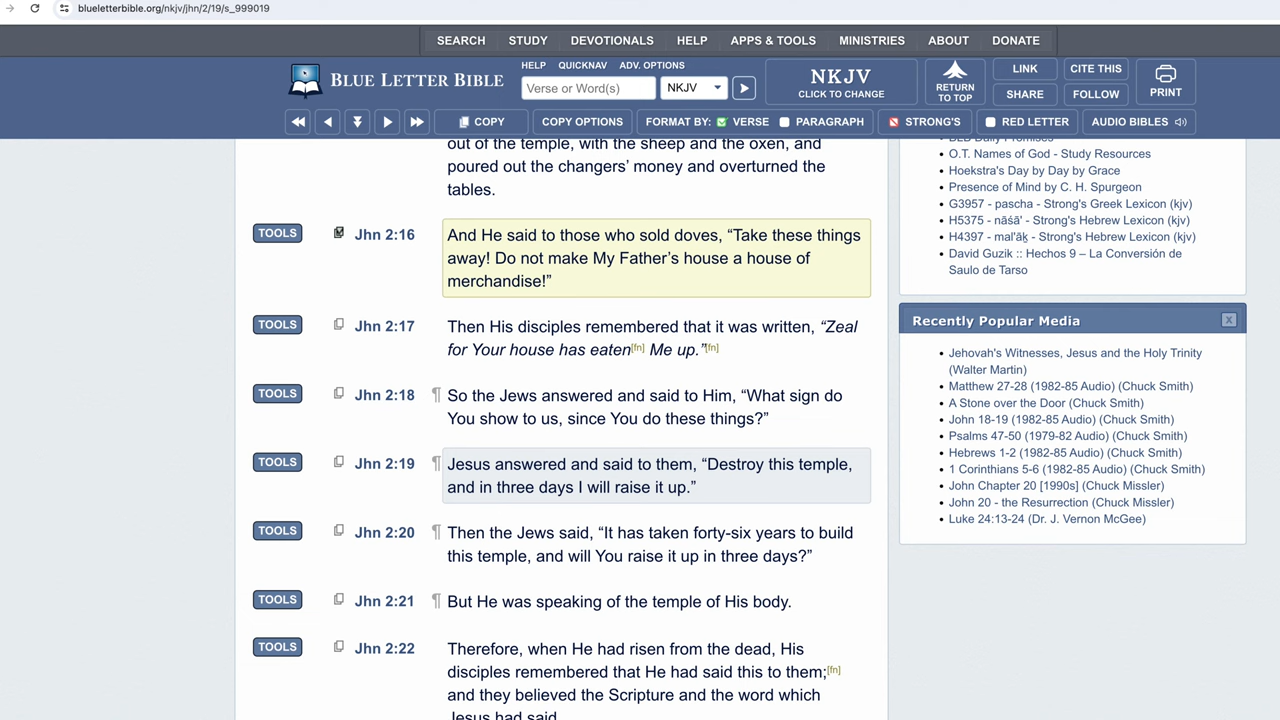 blueletterbible.org/nkjv/jhn/2/19/s_999019
SEARCH STUDY DEVOTIONALS HELP APPS & TOOLS MINISTRIES ABOUT DONATE
BLUE LETTER BIBLE
HELP QUICKNAV ADV. OPTIONS
Verse or Word(s) NKJV
NKJV
CLICK TO CHANGE
RETURN
TO TOP
LINK CITE THIS
SHARE FOLLOW
PRINT
COPY COPY OPTIONS FORMAT BY: VERSE PARAGRAPH STRONG'S RED LETTER AUDIO BIBLES
out of the temple, with the sheep and the oxen, and
poured out the changers’ money and overturned the
tables.
TOOLS Jhn 2:16 And He said to those who sold doves, “Take these things
away! Do not make My Father’s house a house of
merchandise!”
TOOLS Jhn 2:17 Then His disciples remembered that it was written, “Zeal
for Your house has eaten[fn] Me up.”[fn]
TOOLS Jhn 2:18 ¶ So the Jews answered and said to Him, “What sign do
You show to us, since You do these things?”
TOOLS Jhn 2:19 ¶ Jesus answered and said to them, “Destroy this temple,
and in three days I will raise it up.”
TOOLS Jhn 2:20 ¶ Then the Jews said, “It has taken forty-six years to build
this temple, and will You raise it up in three days?”
TOOLS Jhn 2:21 ¶ But He was speaking of the temple of His body.
TOOLS Jhn 2:22 Therefore, when He had risen from the dead, His
disciples remembered that He had said this to them;[fn]
and they believed the Scripture and the word which
Jesus had said.
BLB Daily Promises
• O.T. Names of God - Study Resources
• Hoekstra's Day by Day by Grace
• Presence of Mind by C. H. Spurgeon
• G3957 - pascha - Strong's Greek Lexicon (kjv)
• H5375 - nāśā' - Strong's Hebrew Lexicon (kjv)
• H4397 - mal'āḵ - Strong's Hebrew Lexicon (kjv)
• David Guzik :: Hechos 9 – La Conversión de
Saulo de Tarso
Recently Popular Media x
• Jehovah's Witnesses, Jesus and the Holy Trinity
(Walter Martin)
• Matthew 27-28 (1982-85 Audio) (Chuck Smith)
• A Stone over the Door (Chuck Smith)
• John 18-19 (1982-85 Audio) (Chuck Smith)
• Psalms 47-50 (1979-82 Audio) (Chuck Smith)
• Hebrews 1-2 (1982-85 Audio) (Chuck Smith)
• 1 Corinthians 5-6 (1982-85 Audio) (Chuck Smith)
• John Chapter 20 [1990s] (Chuck Missler)
• John 20 - the Resurrection (Chuck Missler)
• Luke 24:13-24 (Dr. J. Vernon McGee)